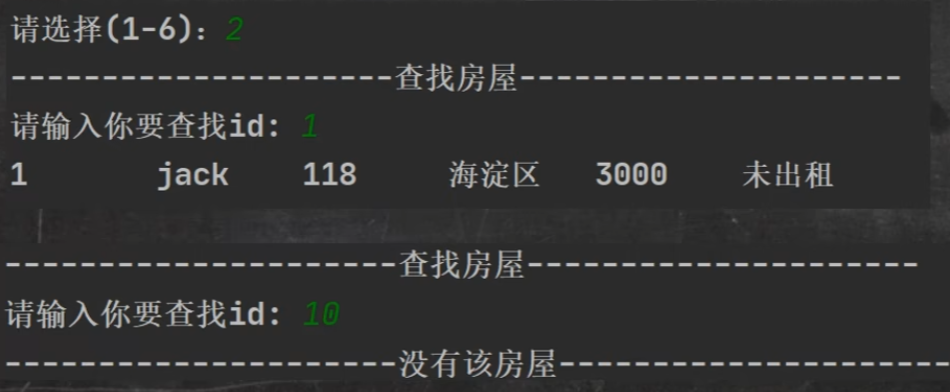 请选择(1-6)：2
---------------------查找房屋---------------------
请输入你要查找id: 1
1 jack 118 海淀区 3000 未出租
---------------------查找房屋---------------------
请输入你要查找id: 10
---------------------没有该房屋---------------------